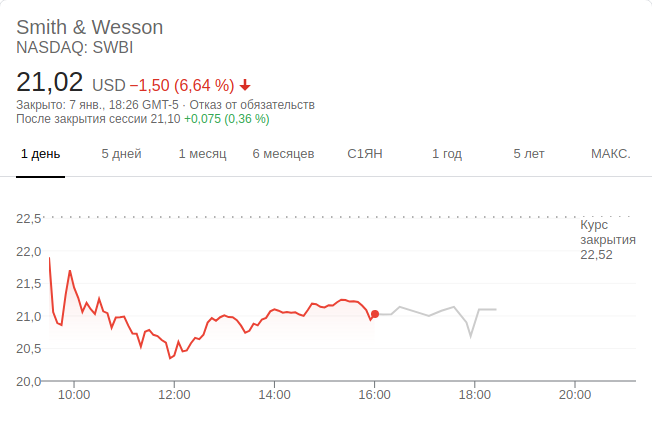 Smith & Wesson
NASDAQ: SWBI
21,02 USD −1,50 (6,64 %)
Закрыто: 7 янв., 18:26 GMT-5 · Отказ от обязательств
После закрытия сессии 21,10 +0,075 (0,36 %)
1 день 5 дней 1 месяц 6 месяцев С1ЯН 1 год 5 лет МАКС.
22,5
Курс
закрытия
22,52
22,0
21,5
21,0
20,5
20,0
10:00 12:00 14:00 16:00 18:00 20:00